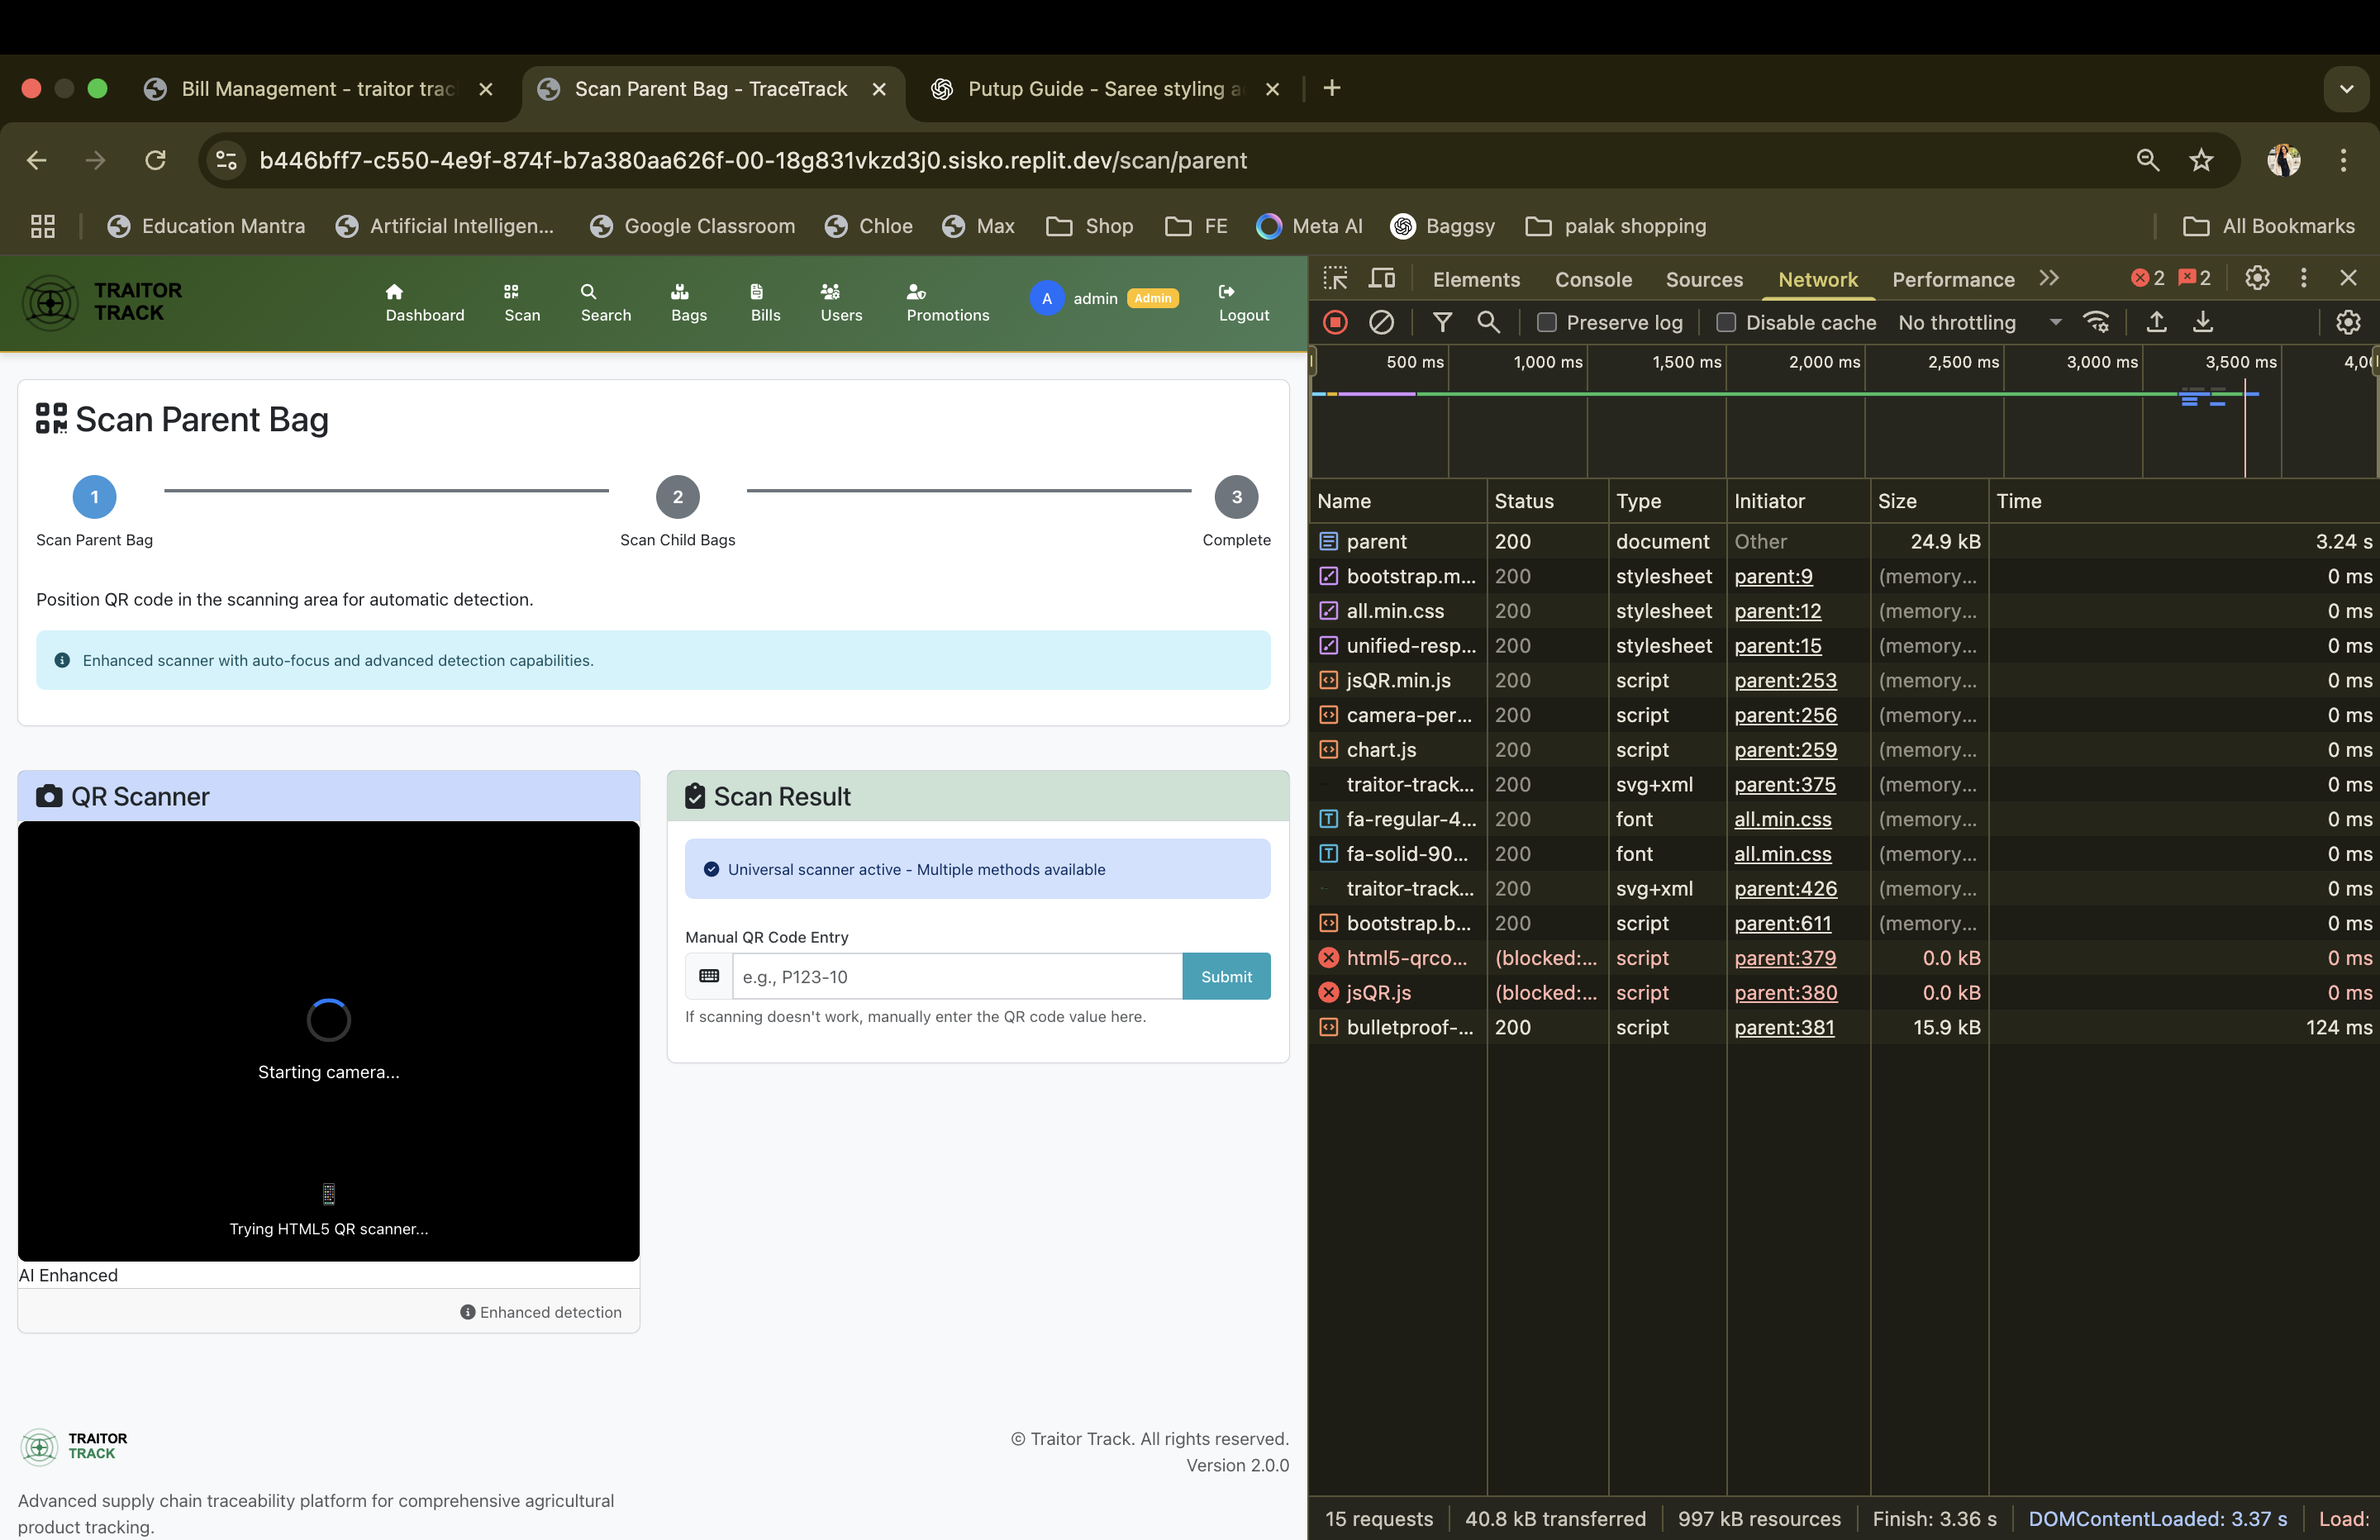 Bill Management - traitor trac
Scan Parent Bag - TraceTrack
Putup Guide - Saree styling a
b446bff7-c550-4e9f-874f-b7a380aa626f-00-18g831vkzd3j0.sisko.replit.dev/scan/parent
Education Mantra
Artificial Intelligen...
Google Classroom
Chloe
Max
Shop
FE
Meta AI
Baggsy
palak shopping
All Bookmarks
TRAITOR
TRACK
Dashboard
Scan
Search
Bags
Bills
Users
Promotions
A
admin
Admin
Logout
Scan Parent Bag
1
2
3
Scan Parent Bag
Scan Child Bags
Complete
Position QR code in the scanning area for automatic detection.
Enhanced scanner with auto-focus and advanced detection capabilities.
QR Scanner
Starting camera...
Trying HTML5 QR scanner...
AI Enhanced
Enhanced detection
Scan Result
Universal scanner active - Multiple methods available
Manual QR Code Entry
e.g., P123-10
Submit
If scanning doesn't work, manually enter the QR code value here.
TRAITOR
TRACK
© Traitor Track. All rights reserved.
Version 2.0.0
Advanced supply chain traceability platform for comprehensive agricultural
product tracking.
Elements
Console
Sources
Network
Performance
2
2
Preserve log
Disable cache
No throttling
500 ms
1,000 ms
1,500 ms
2,000 ms
2,500 ms
3,000 ms
3,500 ms
4,0
Name Status Type Initiator Size Time
parent 200 document Other 24.9 kB 3.24 s
bootstrap.m... 200 stylesheet parent:9 (memory... 0 ms
all.min.css 200 stylesheet parent:12 (memory... 0 ms
unified-resp... 200 stylesheet parent:15 (memory... 0 ms
jsQR.min.js 200 script parent:253 (memory... 0 ms
camera-per... 200 script parent:256 (memory... 0 ms
chart.js 200 script parent:259 (memory... 0 ms
traitor-track... 200 svg+xml parent:375 (memory... 0 ms
fa-regular-4... 200 font all.min.css (memory... 0 ms
fa-solid-90... 200 font all.min.css (memory... 0 ms
traitor-track... 200 svg+xml parent:426 (memory... 0 ms
bootstrap.b... 200 script parent:611 (memory... 0 ms
html5-qrco... (blocked:... script parent:379 0.0 kB 0 ms
jsQR.js (blocked:... script parent:380 0.0 kB 0 ms
bulletproof-... 200 script parent:381 15.9 kB 124 ms
15 requests
40.8 kB transferred
997 kB resources
Finish: 3.36 s
DOMContentLoaded: 3.37 s
Load: